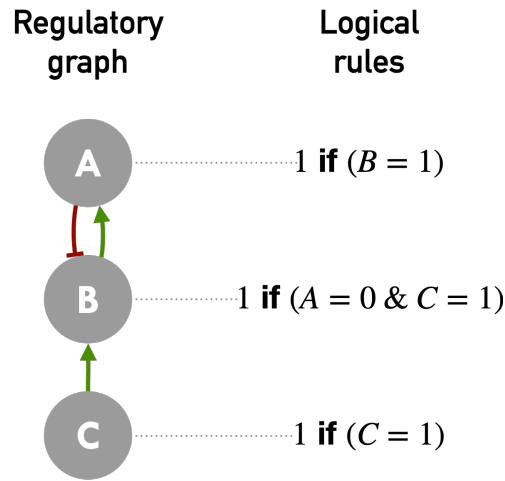 Regulatory graph
Logical rules
A
1 if (B = 1)
B
1 if (A = 0 & C = 1)
C
1 if (C = 1)